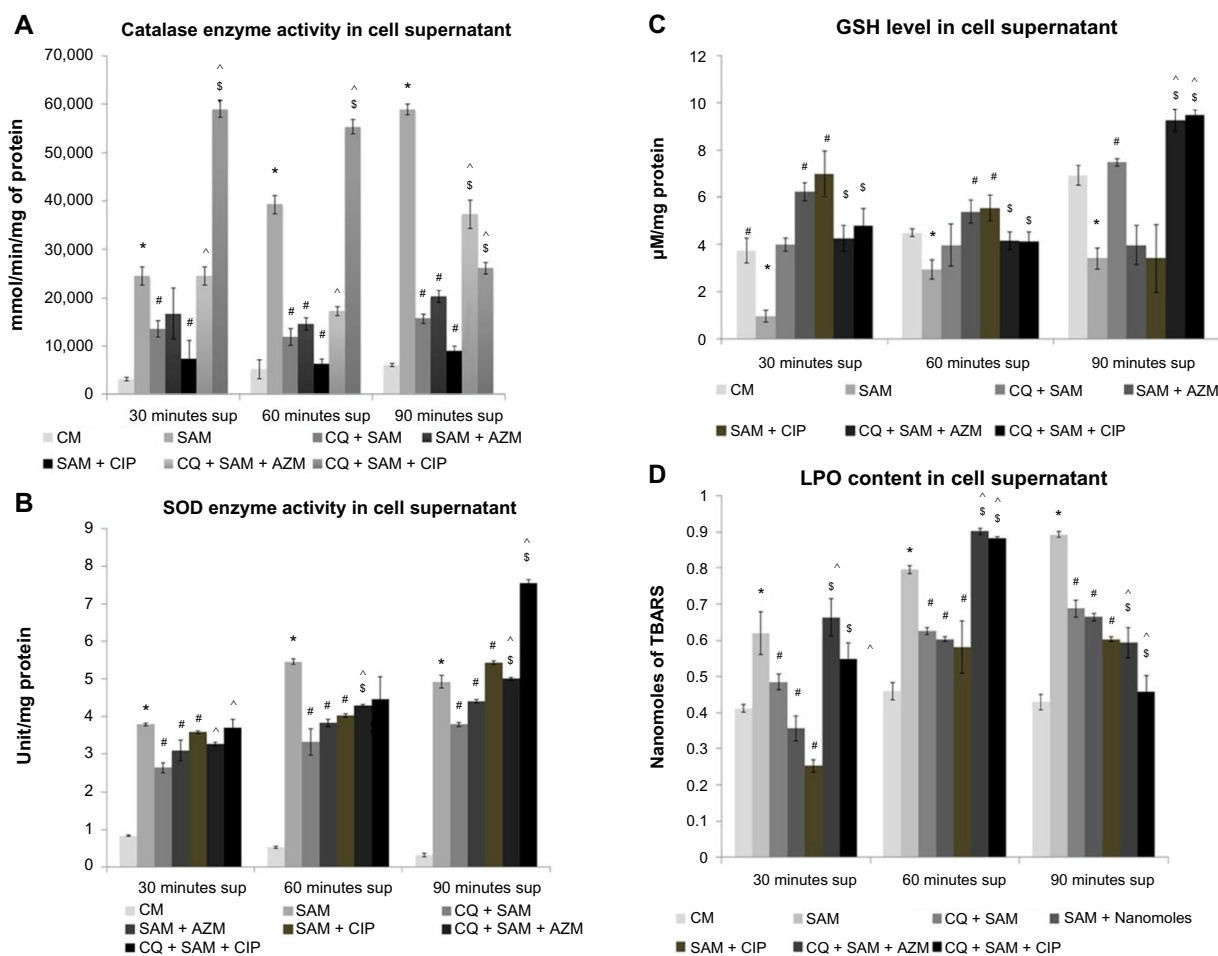 A
Catalase enzyme activity in cell supernatant
mmol/min/mg of protein
70,000
60,000
50,000
40,000
30,000
20,000
10,000
0
* # # ^ ^ $
* # # # ^ ^ $
* # # # ^ $ ^ $
30 minutes sup 60 minutes sup 90 minutes sup
CM SAM CQ + SAM SAM + AZM
SAM + CIP CQ + SAM + AZM CQ + SAM + CIP
B
SOD enzyme activity in cell supernatant
Unit/mg protein
9
8
7
6
5
4
3
2
1
0
* # # # ^ ^
* # # # ^ $
* # # # ^ $ ^ $
30 minutes sup 60 minutes sup 90 minutes sup
CM SAM CQ + SAM
SAM + AZM SAM + CIP CQ + SAM + AZM
CQ + SAM + CIP
C
GSH level in cell supernatant
µM/mg protein
12
10
8
6
4
2
0
# * # # $ $
* # # $ $
* # ^ $ ^ $
30 minutes sup 60 minutes sup 90 minutes sup
CM SAM CQ + SAM SAM + AZM
SAM + CIP CQ + SAM + AZM CQ + SAM + CIP
D
LPO content in cell supernatant
Nanomoles of TBARS
1
0.9
0.8
0.7
0.6
0.5
0.4
0.3
0.2
0.1
0
* # # # ^ $ $ ^
* # # # ^ $ ^ $
* # # # ^ $ ^ $
30 minutes sup 60 minutes sup 90 minutes sup
CM SAM CQ + SAM SAM + Nanomoles
SAM + CIP CQ + SAM + AZM CQ + SAM + CIP